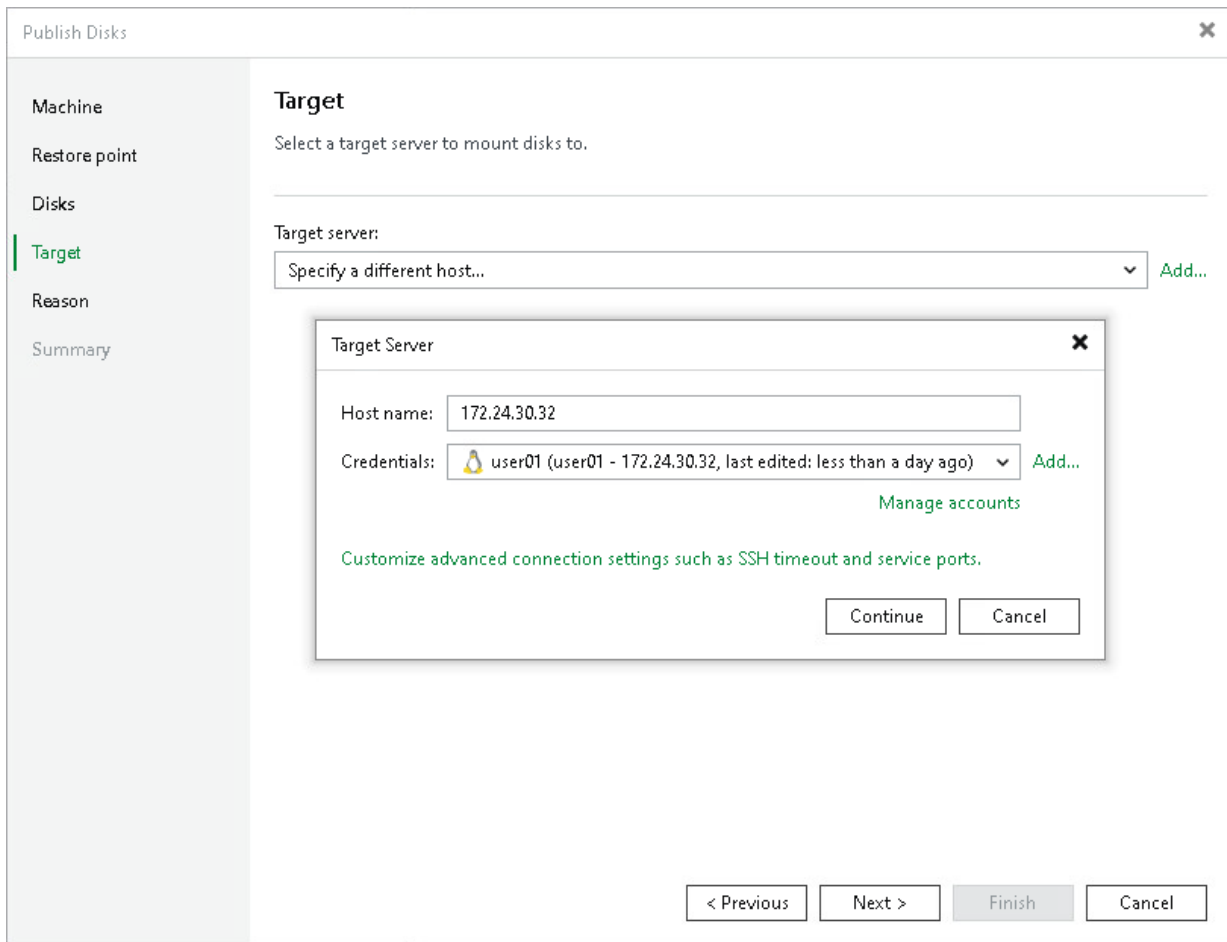 Publish Disks
Machine
Restore point
Disks
Target
Reason
Summary
Target
Select a target server to mount disks to.
Target server:
Specify a different host...
Add...
Target Server
Host name:
172.24.30.32
Credentials:
user01 (user01 - 172.24.30.32, last edited: less than a day ago)
Add...
Manage accounts
Customize advanced connection settings such as SSH timeout and service ports.
Continue
Cancel
< Previous
Next >
Finish
Cancel